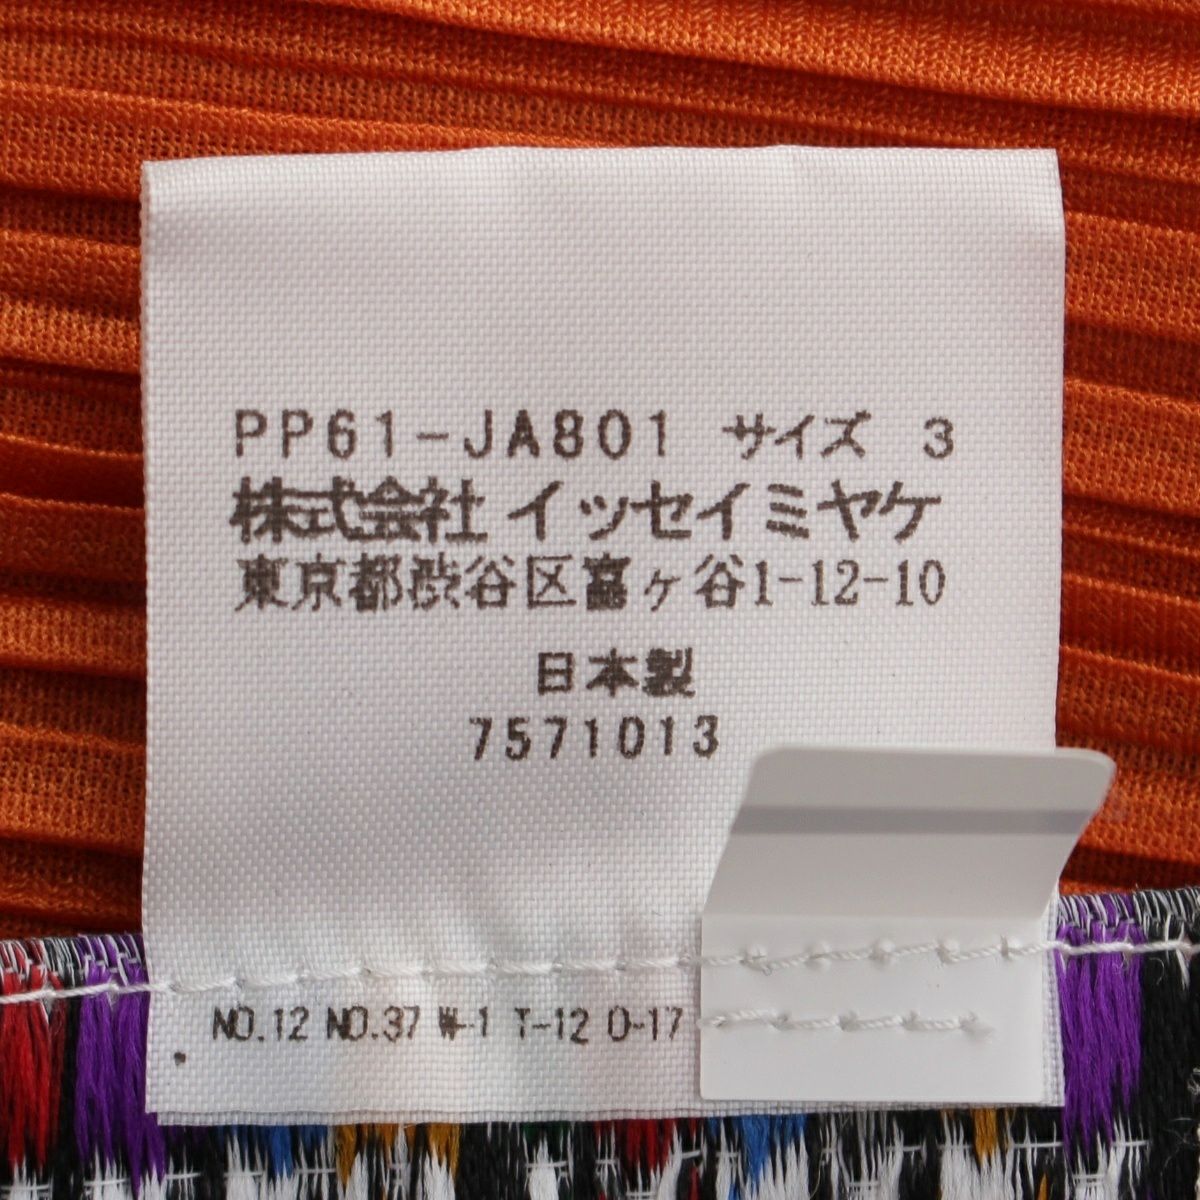 PP61-JA801 サイズ 3
株式会社 イッセイミヤケ
東京都渋谷区富ヶ谷1-12-10
日本製
7571013
NO.12 NO.37 W-1 T-12 O-17